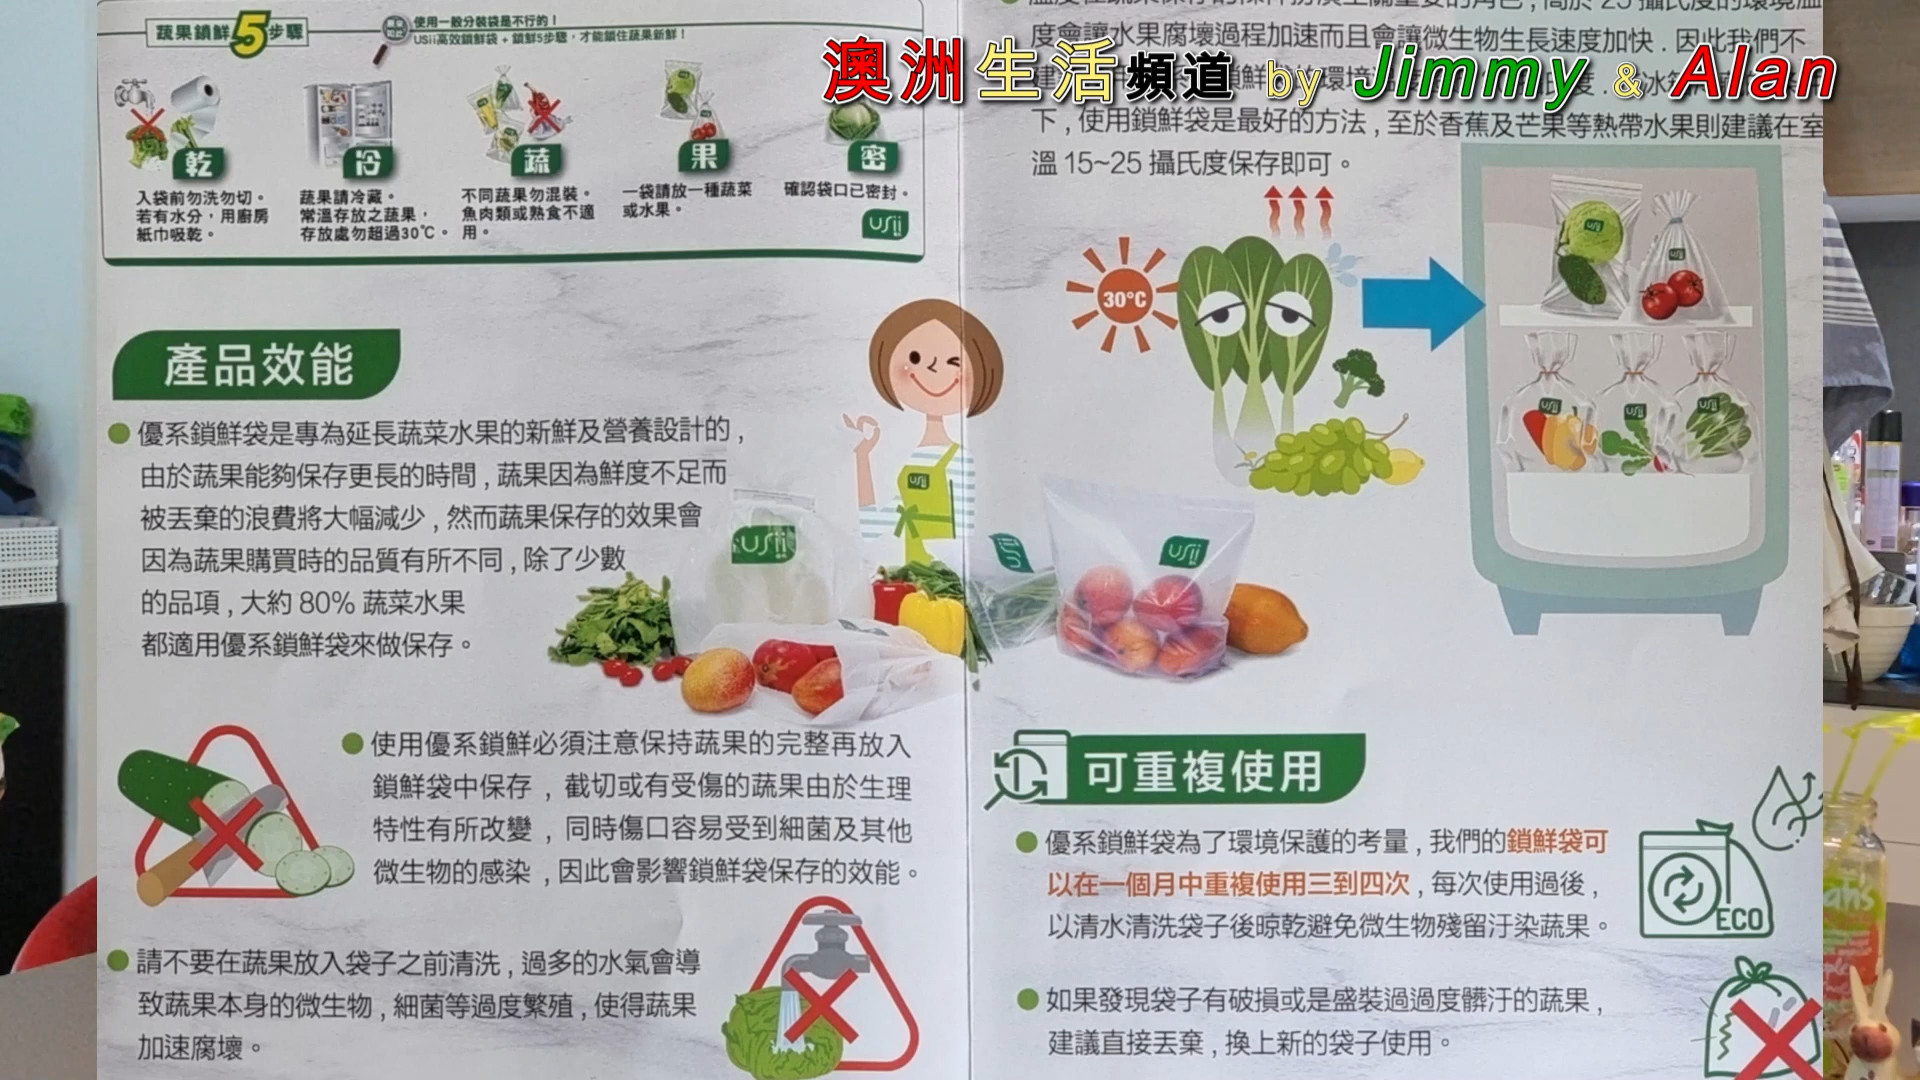 澳洲生活頻道 by Jimmy & Alan
蔬果鎖鮮5步驟
使用一般分裝袋是不行的！
USii高效鎖鮮袋 + 鎖鮮5步驟，才能鎖住蔬果新鮮！
乾
入袋前勿洗勿切。
若有水分，用廚房
紙巾吸乾。
冷
蔬果請冷藏。
常溫存放之蔬果，
存放處勿超過30℃。
蔬
不同蔬果勿混裝。
魚肉類或熟食不適
用。
果
一袋請放一種蔬菜
或水果。
密
確認袋口已密封。
USii
產品效能
優系鎖鮮袋是專為延長蔬菜水果的新鮮及營養設計的，
由於蔬果能夠保存更長的時間，蔬果因為鮮度不足而
被丟棄的浪費將大幅減少，然而蔬果保存的效果會
因為蔬果購買時的品質有所不同，除了少數
的品項，大約 80% 蔬菜水果
都適用優系鎖鮮袋來做保存。
usii
usii
使用優系鎖鮮必須注意保持蔬果的完整再放入
鎖鮮袋中保存，截切或有受傷的蔬果由於生理
特性有所改變，同時傷口容易受到細菌及其他
微生物的感染，因此會影響鎖鮮袋保存的效能。
請不要在蔬果放入袋子之前清洗，過多的水氣會導
致蔬果本身的微生物，細菌等過度繁殖，使得蔬果
加速腐壞。
度會讓水果腐壞過程加速而且會讓微生物生長速度加快．因此我們不
下，使用鎖鮮袋是最好的方法，至於香蕉及芒果等熱帶水果則建議在室
溫 15~25 攝氏度保存即可。
30°C
usii
usii
usii
usii
usii
usii
可重複使用
優系鎖鮮袋為了環境保護的考量，我們的鎖鮮袋可
以在一個月中重複使用三到四次，每次使用過後，
以清水清洗袋子後晾乾避免微生物殘留汙染蔬果。
ECO
如果發現袋子有破損或是盛裝過過度髒汙的蔬果，
建議直接丟棄，換上新的袋子使用。